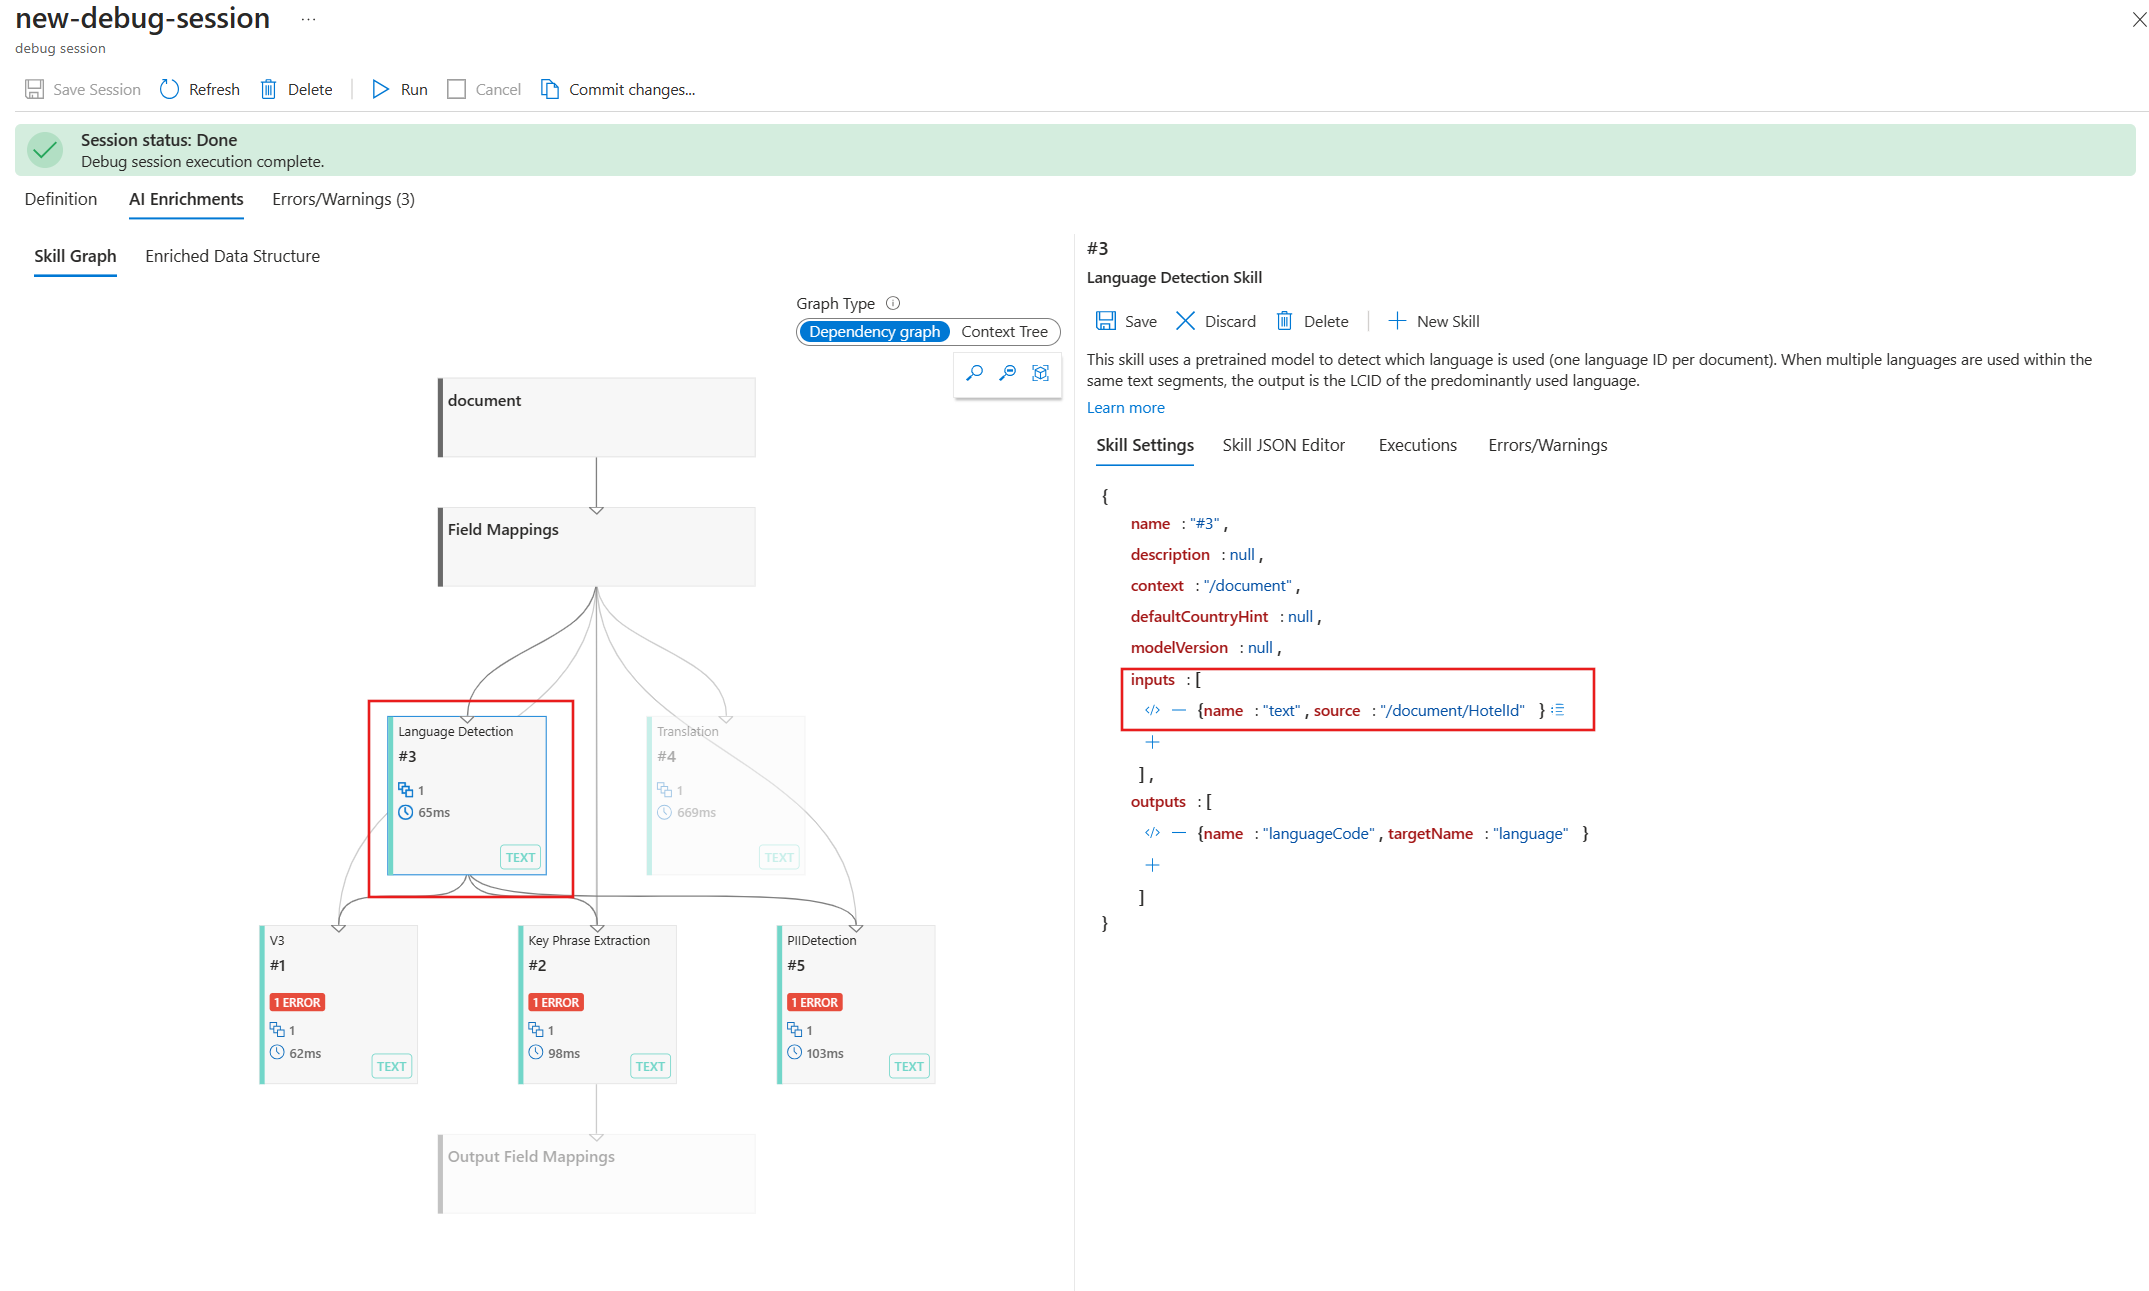 new-debug-session ...
debug session
Save Session Refresh Delete Run Cancel Commit changes...
Session status: Done
Debug session execution complete.
Definition AI Enrichments Errors/Warnings (3)
Skill Graph Enriched Data Structure
Graph Type
Dependency graph Context Tree
document
Field Mappings
Language Detection
#3
1
65ms
TEXT
Translation
#4
1
669ms
TEXT
V3
#1
1 ERROR
1
62ms
TEXT
Key Phrase Extraction
#2
1 ERROR
1
98ms
TEXT
PIIDetection
#5
1 ERROR
1
103ms
TEXT
Output Field Mappings
#3
Language Detection Skill
Save Discard Delete New Skill
This skill uses a pretrained model to detect which language is used (one language ID per document). When multiple languages are used within the
same text segments, the output is the LCID of the predominantly used language.
Learn more
Skill Settings Skill JSON Editor Executions Errors/Warnings
{
name : "#3" ,
description : null ,
context : "/document" ,
defaultCountryHint : null ,
modelVersion : null ,
inputs : [
</> — {name : "text" , source : "/document/HotelId" }
+
] ,
outputs : [
</> — {name : "languageCode" , targetName : "language" }
+
]
}